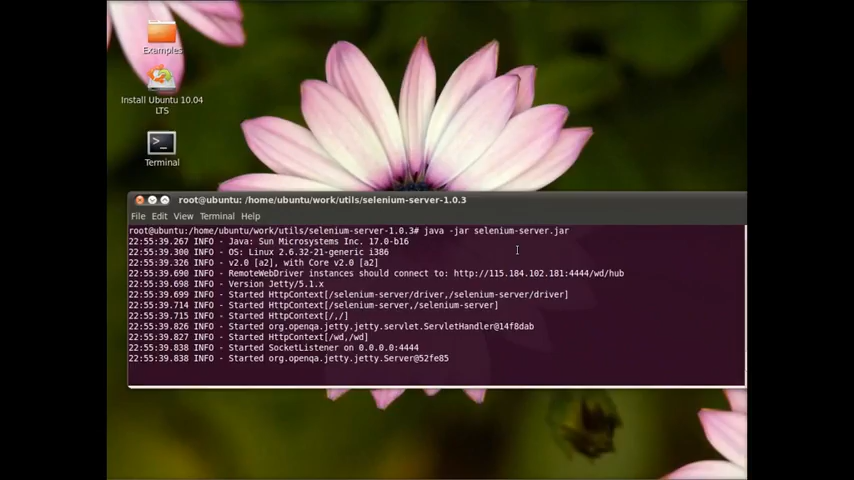 Examples
Install Ubuntu 10.04
LTS
Terminal
root@ubuntu: /home/ubuntu/work/utils/selenium-server-1.0.3
File Edit View Terminal Help
root@ubuntu:/home/ubuntu/work/utils/selenium-server-1.0.3# java -jar selenium-server.jar
22:55:39.267 INFO - Java: Sun Microsystems Inc. 17.0-b16
22:55:39.300 INFO - OS: Linux 2.6.32-21-generic i386
22:55:39.326 INFO - v2.0 [a2], with Core v2.0 [a2]
22:55:39.690 INFO - RemoteWebDriver instances should connect to: http://115.184.102.181:4444/wd/hub
22:55:39.698 INFO - Version Jetty/5.1.x
22:55:39.699 INFO - Started HttpContext[/selenium-server/driver,/selenium-server/driver]
22:55:39.714 INFO - Started HttpContext[/selenium-server,/selenium-server]
22:55:39.715 INFO - Started HttpContext[/,/]
22:55:39.826 INFO - Started org.openqa.jetty.jetty.servlet.ServletHandler@14f8dab
22:55:39.827 INFO - Started HttpContext[/wd,/wd]
22:55:39.838 INFO - Started SocketListener on 0.0.0.0:4444
22:55:39.838 INFO - Started org.openqa.jetty.jetty.Server@52fe85